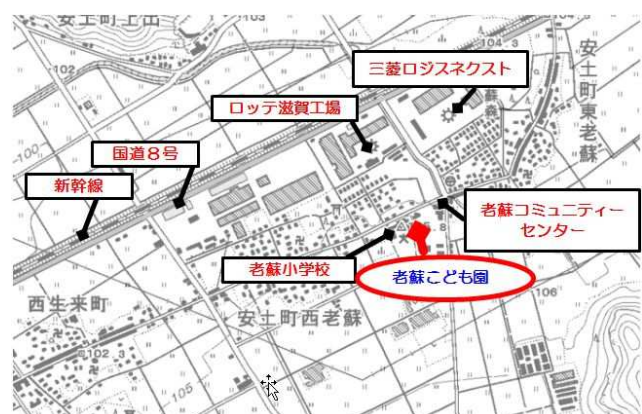 安土町上出
103
104.3
安土町東老蘇
三菱ロジスネクスト
102
ロッテ滋賀工場
100
国道8号
新幹線
老蘇コミュニティー
センター
老蘇小学校
老蘇こども園
106
西生来町
安土町西老蘇
102.3
105